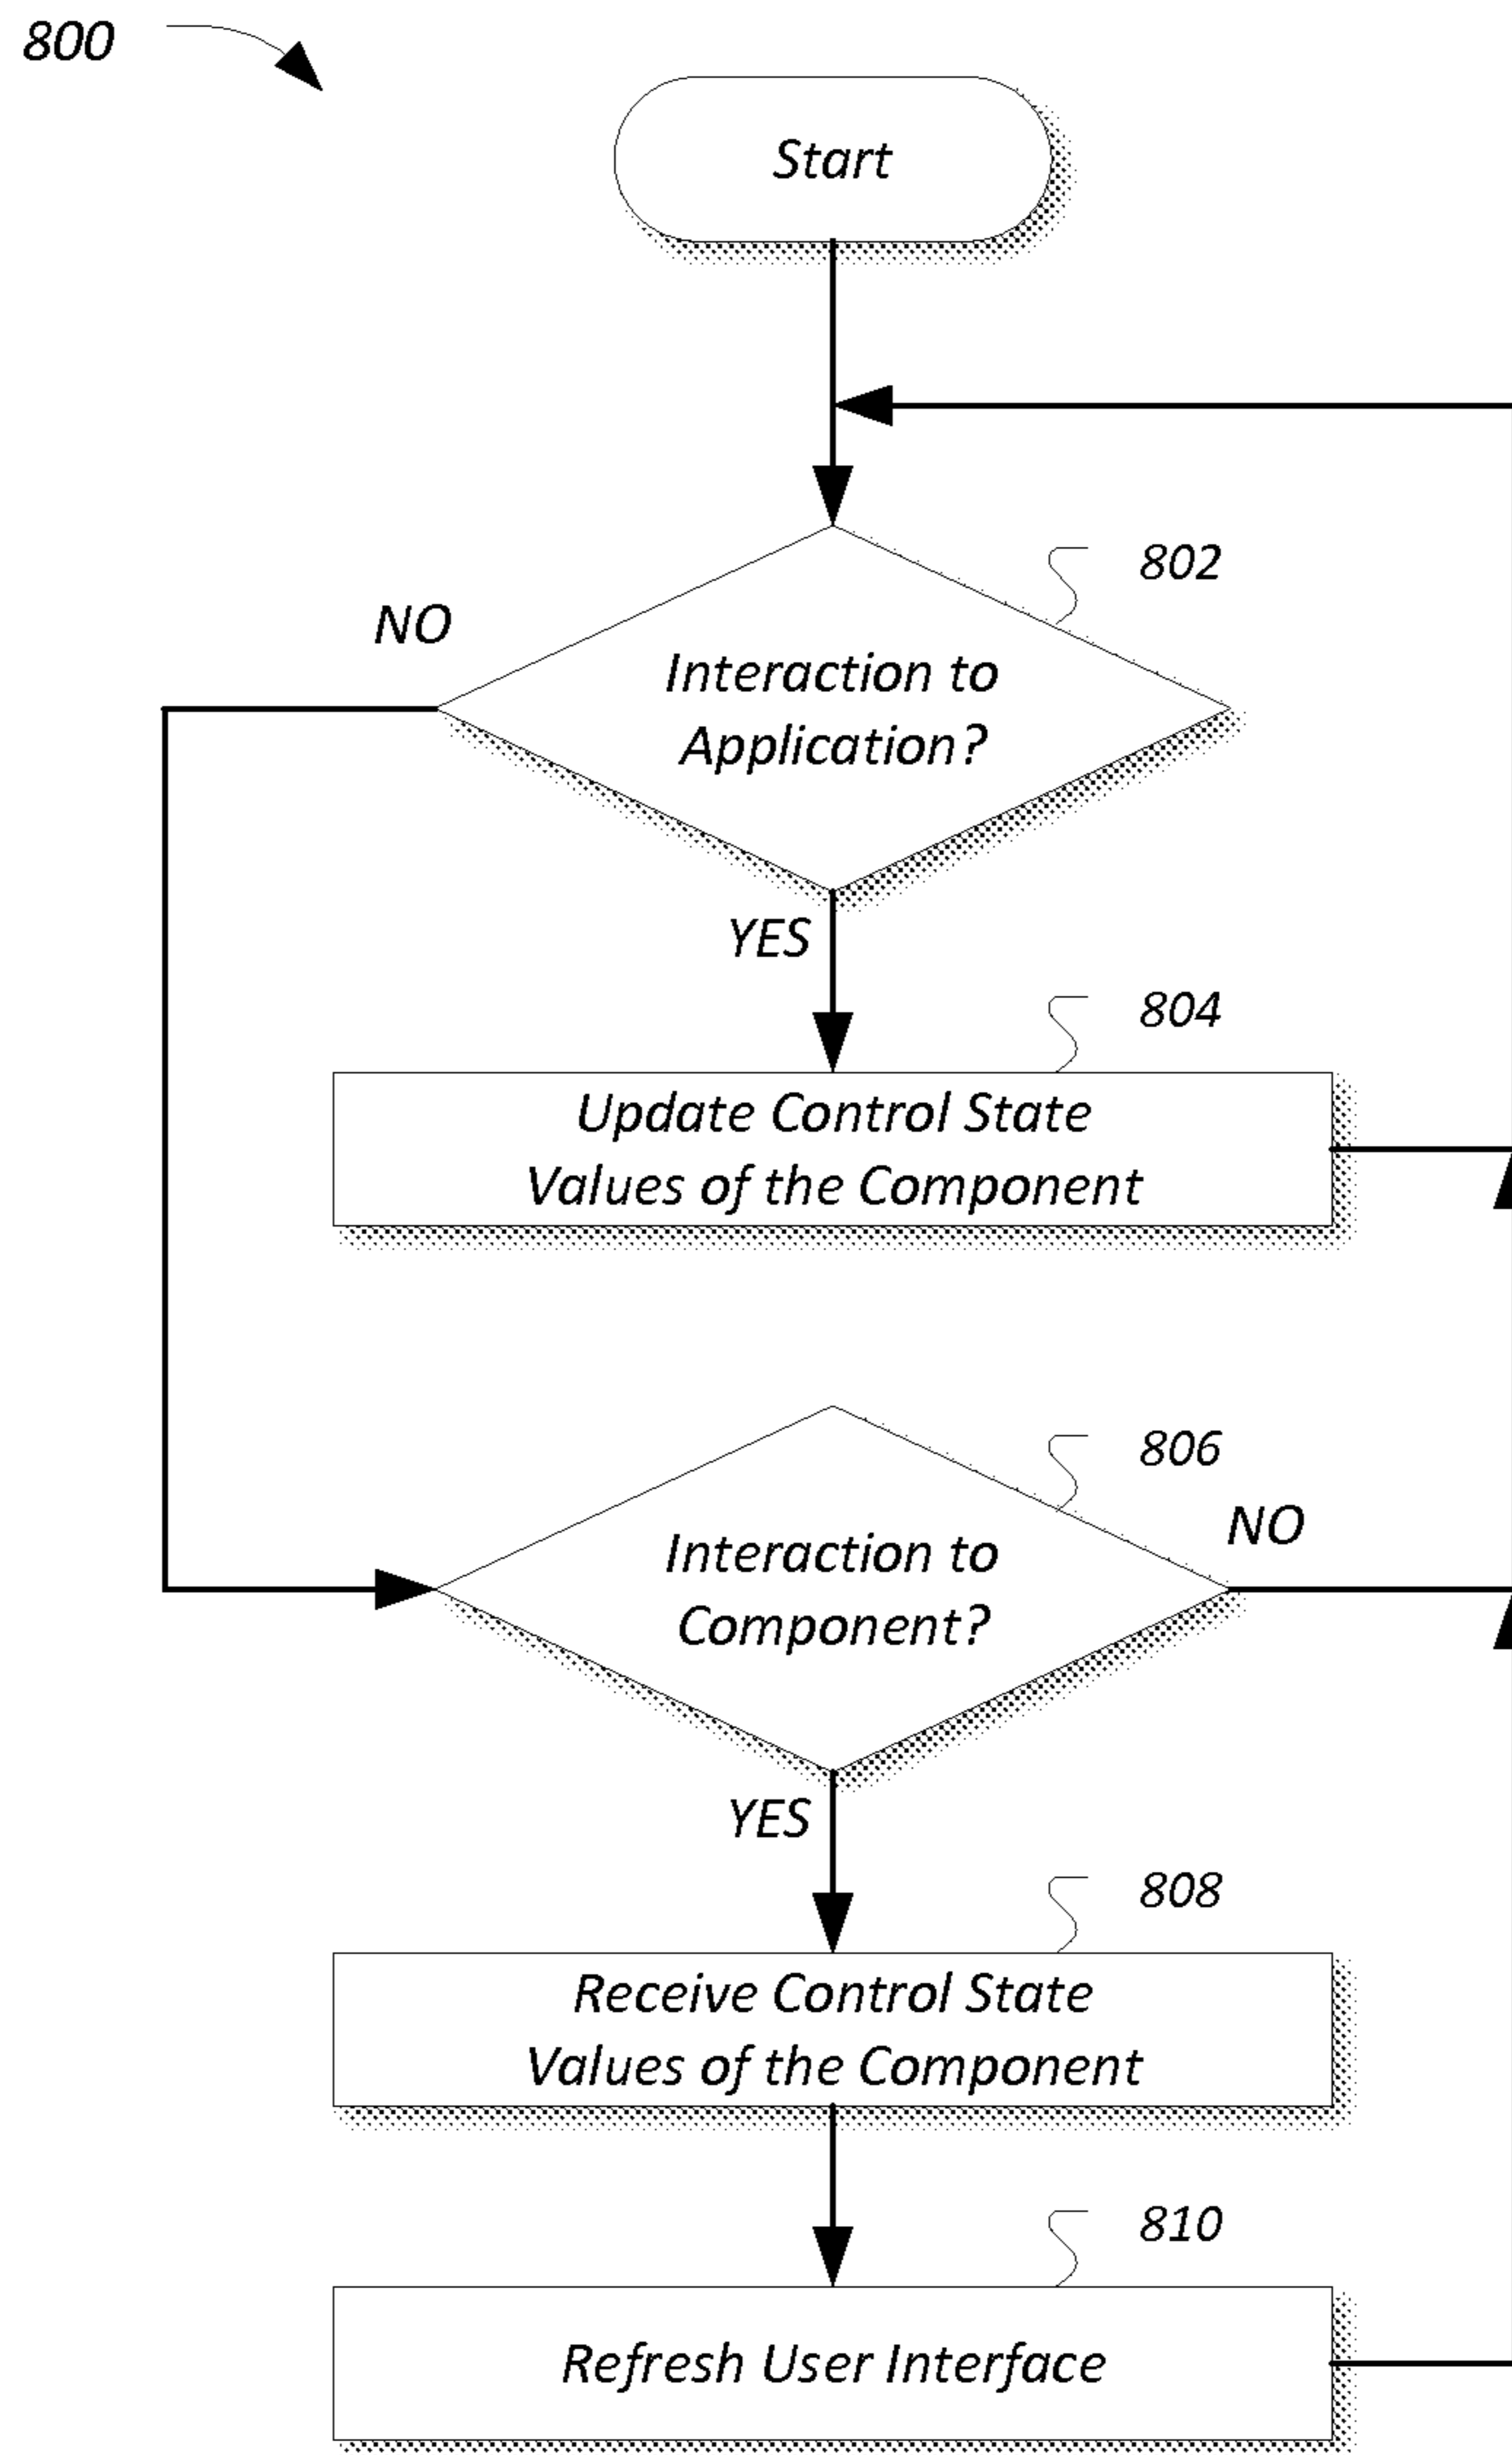 800
Start
802
NO
Interaction to
Application?
YES
804
Update Control State
Values of the Component
806
NO
Interaction to
Component?
YES
808
Receive Control State
Values of the Component
810
Refresh User Interface